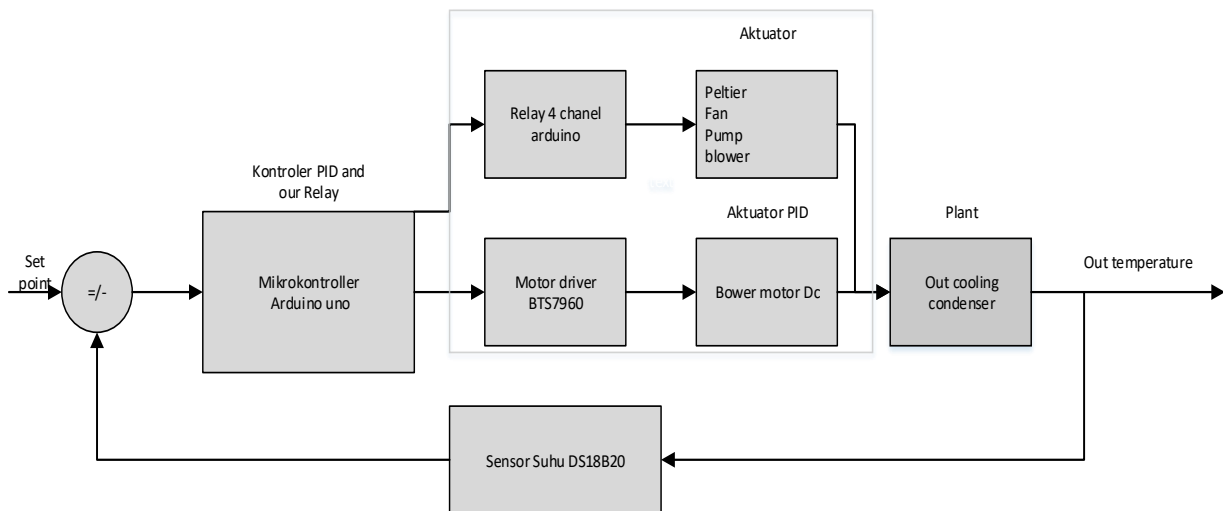 Aktuator
Relay 4 chanel
arduino
Peltier
Fan
Pump
blower
Kontroler PID and
our Relay
Aktuator PID
Plant
Set
point
=/-
Mikrokontroller
Arduino uno
Motor driver
BTS7960
Bower motor Dc
Out cooling
condenser
Out temperature
Sensor Suhu DS18B20